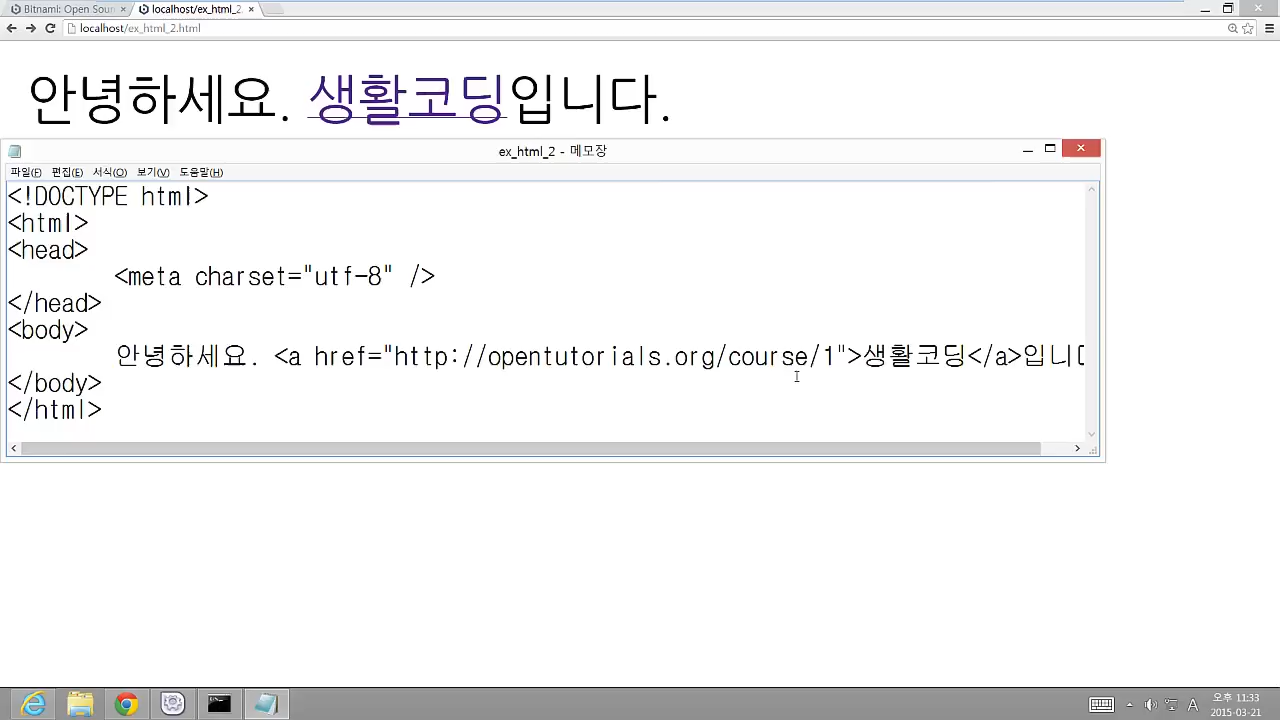 Bitnami: Open Sour
localhost/ex_html_2.
localhost/ex_html_2.html
안녕하세요. 생활코딩입니다.
ex_html_2 - 메모장
파일(F) 편집(E) 서식(O) 보기(V) 도움말(H)
<!DOCTYPE html>
<html>
<head>
<meta charset="utf-8" />
</head>
<body>
안녕하세요. <a href="http://opentutorials.org/course/1">생활코딩</a>입니다
</body>
</html>
A
오후 11:33
2015-03-21